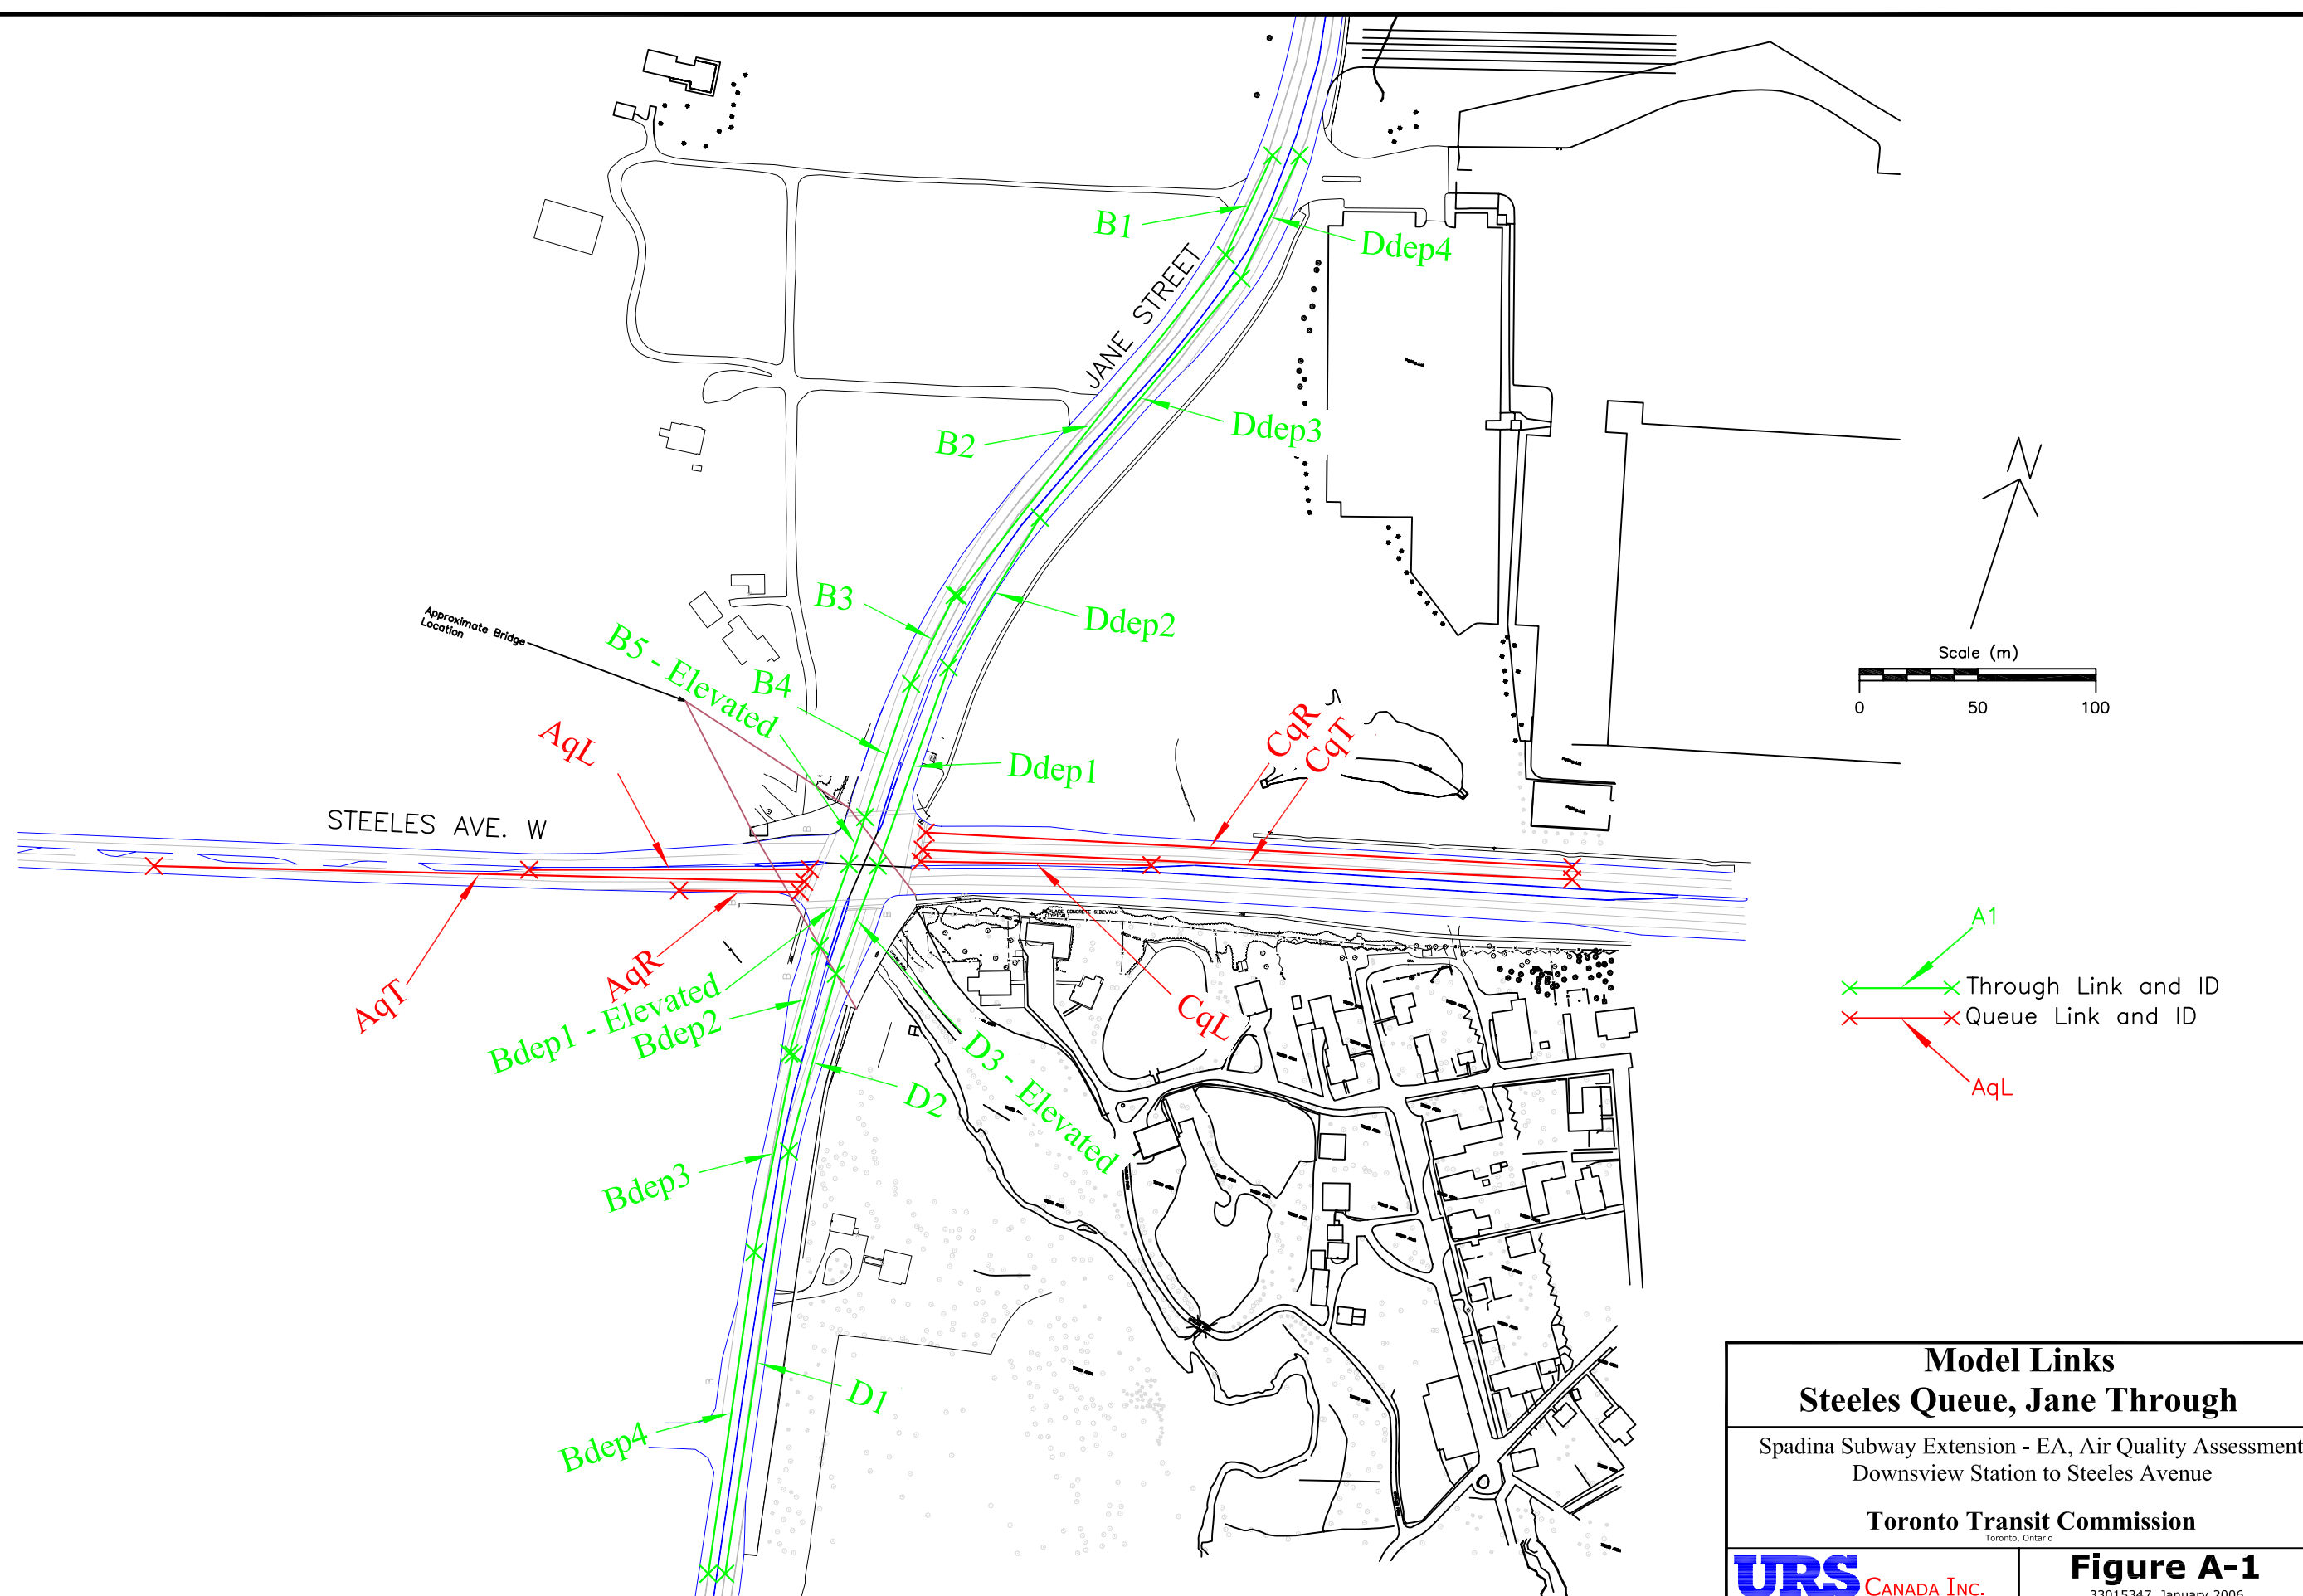 B1
Ddep4
JANE STREET
Ddep3
B2
B3
Ddep2
Approximate Bridge
Location
B5 - Elevated
B4
Scale (m)
0 50 100
AqL
CqR
CqT
Ddep1
STEELES AVE. W
A1
Through Link and ID
Queue Link and ID
AqL
AqT
AqR
CqL
Bdep1 - Elevated
Bdep2
D3 - Elevated
D2
Bdep3
D1
Bdep4
Model Links
Steeles Queue, Jane Through
Spadina Subway Extension - EA, Air Quality Assessment
Downsview Station to Steeles Avenue
Toronto Transit Commission
Toronto, Ontario
URS CANADA INC.
Figure A-1
33015347, January 2006